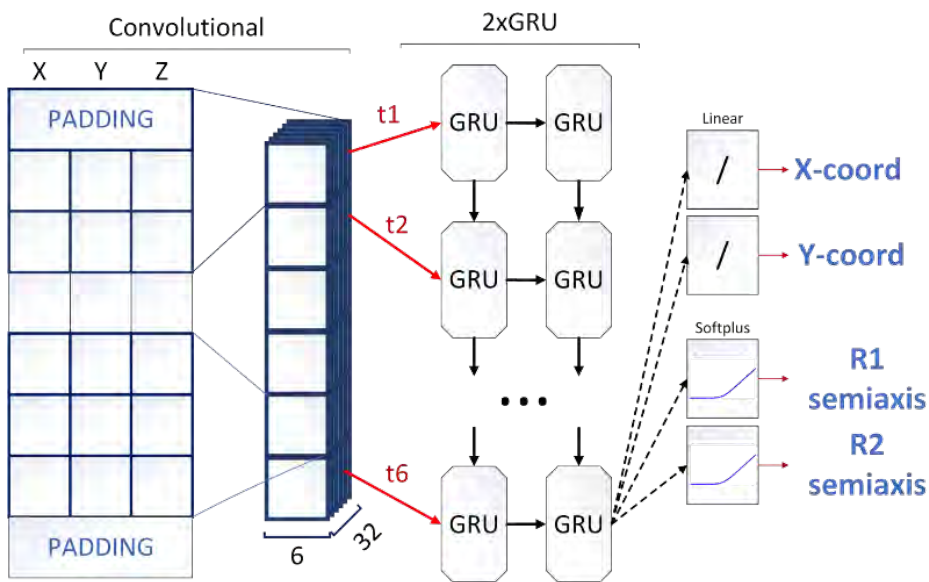 Convolutional
2xGRU
X Y Z
PADDING
t1
GRU
GRU
Linear
X-coord
t2
GRU
GRU
Y-coord
Softplus
R1
semiaxis
...
R2
semiaxis
t6
GRU
GRU
PADDING
6
32